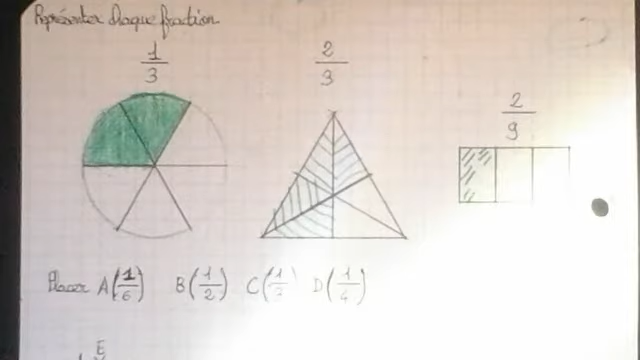 Représenter chaque fraction
1/3 2/3 2/9
Placer A(1/6) B(1/2) C(1/3) D(1/4)
E